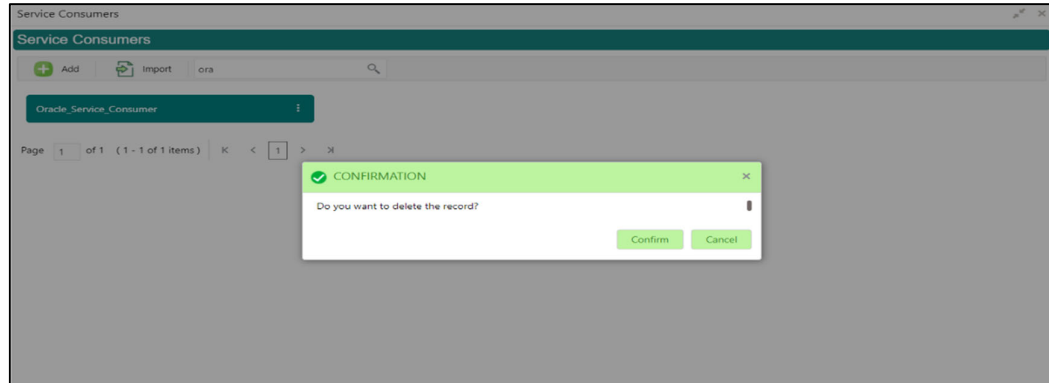 Service Consumers
Service Consumers
Add Import ora
Oracle_Service_Consumer
Page 1 of 1 (1 - 1 of 1 items) K < 1 > X
CONFIRMATION ×
Do you want to delete the record?
Confirm Cancel